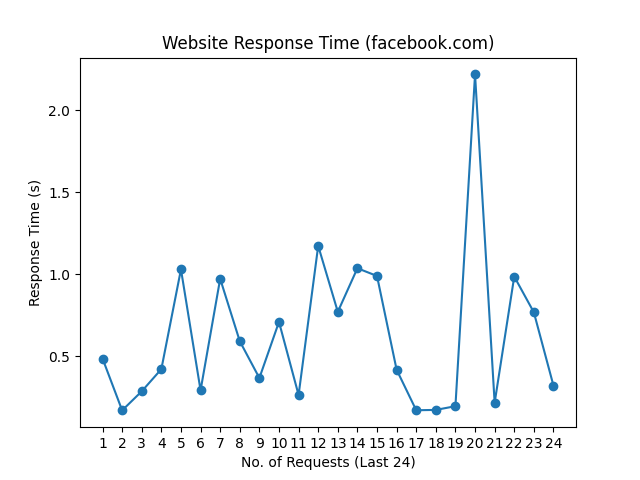 Website Response Time (facebook.com)
Response Time (s)
2.0
1.5
1.0
0.5
1 2 3 4 5 6 7 8 9 10 11 12 13 14 15 16 17 18 19 20 21 22 23 24
No. of Requests (Last 24)